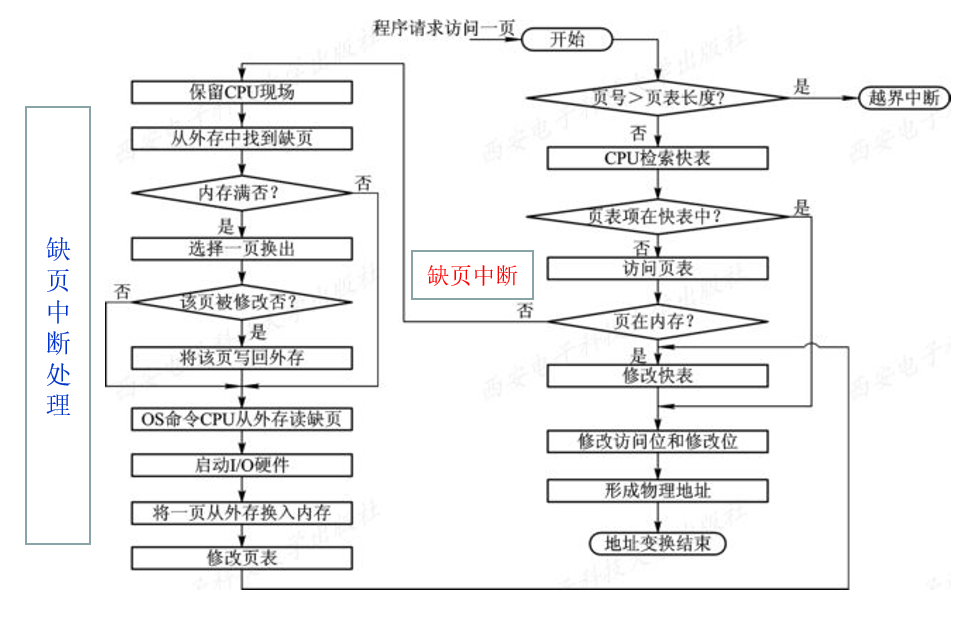 程序请求访问一页
开始
页号＞页表长度？
是
越界中断
否
CPU检索快表
页表项在快表中？
是
否
访问页表
页在内存？
否
是
修改快表
修改访问位和修改位
形成物理地址
地址变换结束
缺页中断
缺页中断处理
保留CPU现场
从外存中找到缺页
内存满否？
否
是
选择一页换出
该页被修改否？
否
是
将该页写回外存
OS命令CPU从外存读缺页
启动I/O硬件
将一页从外存换入内存
修改页表